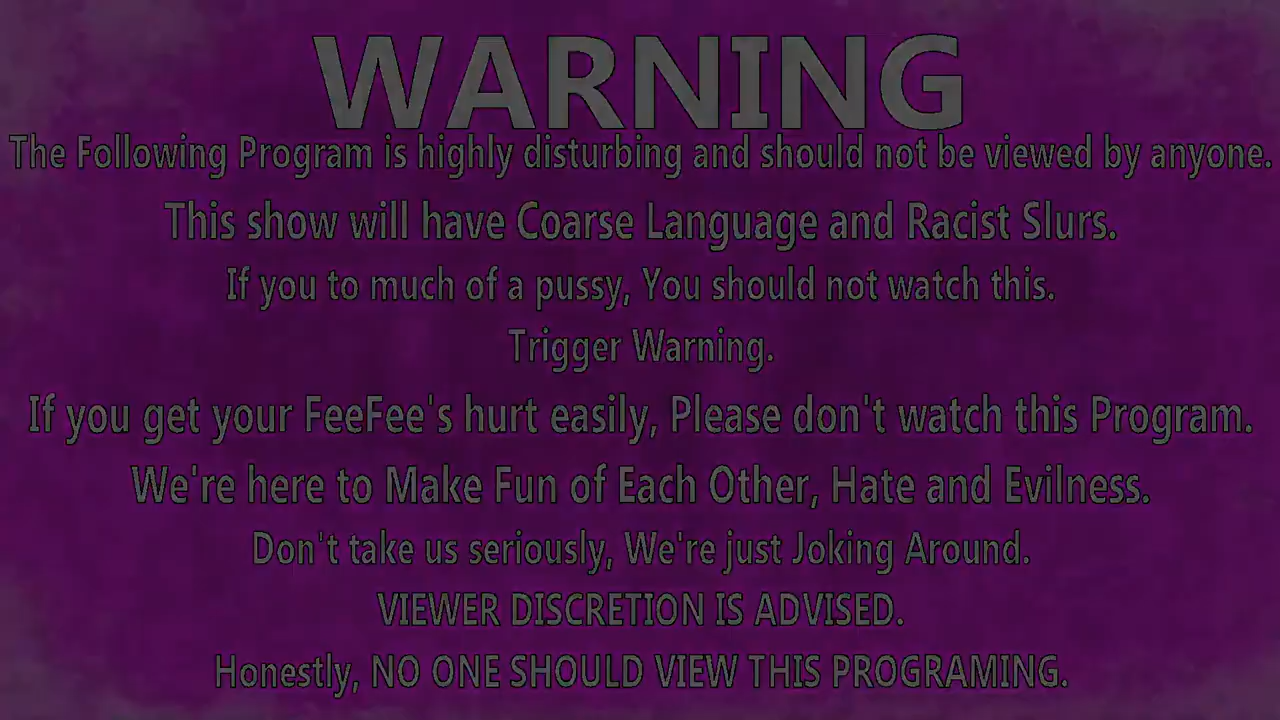 WARNING
The Following Program is highly disturbing and should not be viewed by anyone.
This show will have Coarse Language and Racist Slurs.
If you to much of a pussy, You should not watch this.
Trigger Warning.
If you get your FeeFee's hurt easily, Please don't watch this Program.
We're here to Make Fun of Each Other, Hate and Evilness.
Don't take us seriously, We're just Joking Around.
VIEWER DISCRETION IS ADVISED.
Honestly, NO ONE SHOULD VIEW THIS PROGRAMING.